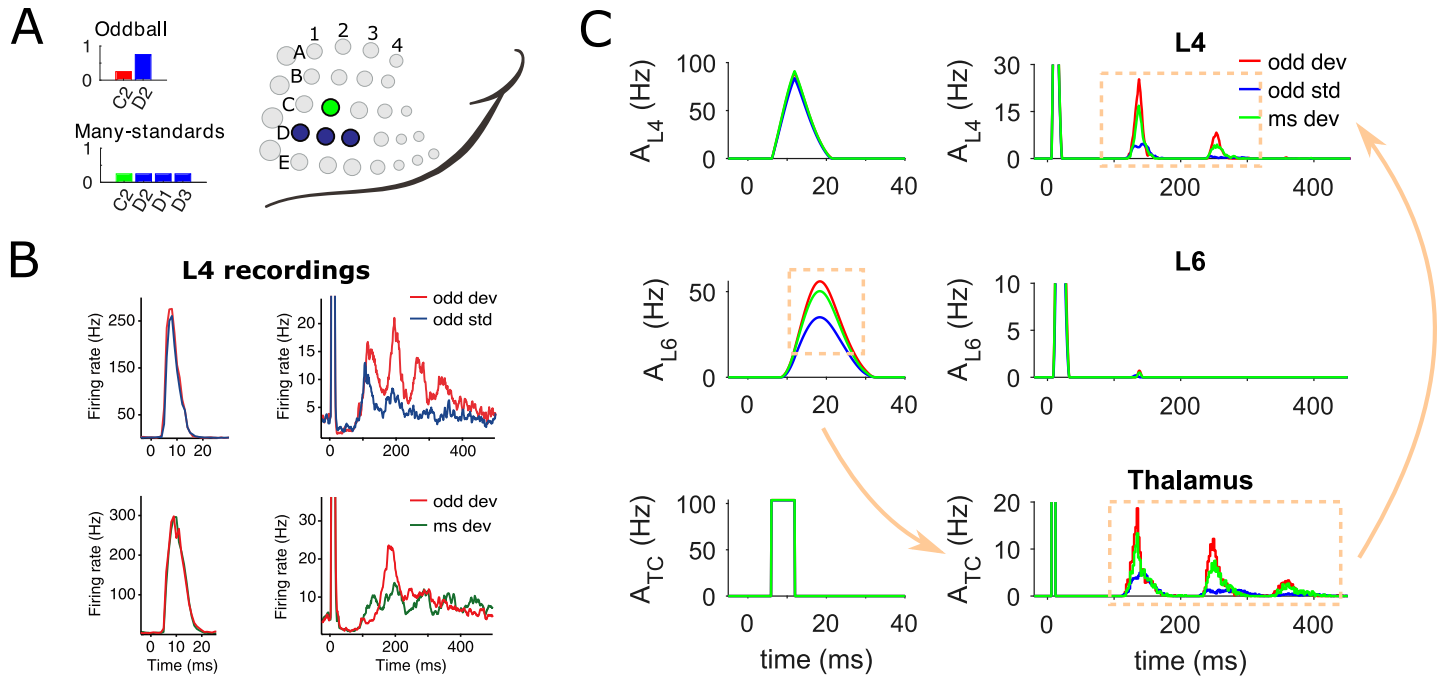 A
Oddball
1
0
C2
D2
Many-standards
1
0
C2
D2
D1
D3
1
2
3
4
A
B
C
D
E
B
L4 recordings
Firing rate (Hz)
250
150
50
0
10
20
Firing rate (Hz)
20
15
10
5
0
200
400
odd dev
odd std
Firing rate (Hz)
300
200
100
0
10
20
Time (ms)
Firing rate (Hz)
30
20
10
0
200
400
Time (ms)
odd dev
ms dev
C
A_L4 (Hz)
100
50
0
0
20
40
L4
A_L4 (Hz)
30
15
0
0
200
400
odd dev
odd std
ms dev
A_L6 (Hz)
50
0
0
20
40
L6
A_L6 (Hz)
10
5
0
0
200
400
A_TC (Hz)
100
50
0
0
20
40
time (ms)
Thalamus
A_TC (Hz)
20
10
0
0
200
400
time (ms)